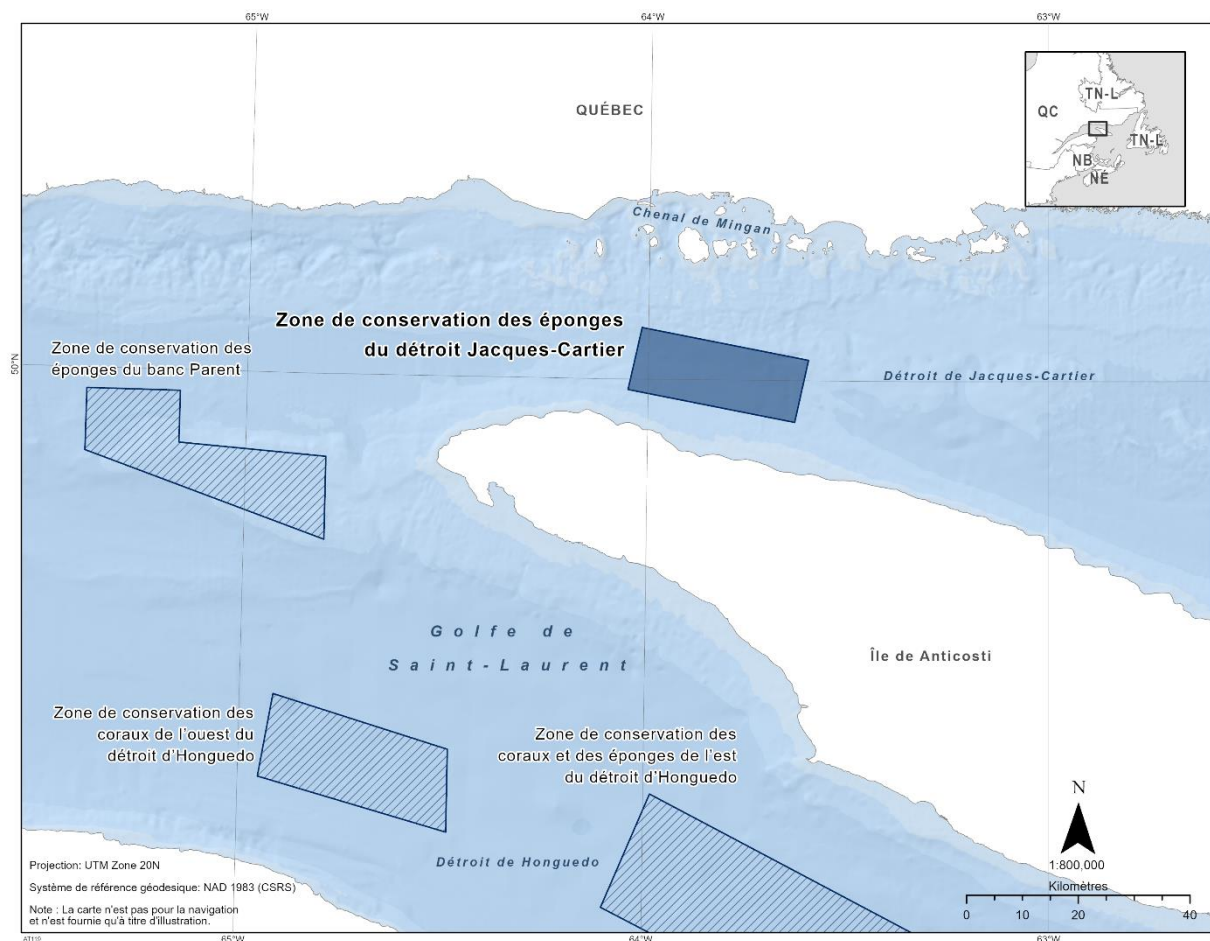 65°W
64°W
63°W
QUÉBEC
TN-L
QC
TN-L
NB
NÉ
Chenal de Mingan
Zone de conservation des éponges
du détroit Jacques-Cartier
Zone de conservation des
éponges du banc Parent
50°N
50°N
Détroit de Jacques-Cartier
Golfe de
Saint-Laurent
Île de Anticosti
Zone de conservation des
coraux de l'ouest du
détroit d'Honguedo
Zone de conservation des
coraux et des éponges de l'est
du détroit d'Honguedo
Détroit de Honguedo
N
1:800,000
Kilomètres
0 10 20 40
Projection: UTM Zone 20N
Système de référence géodesique: NAD 1983 (CSRS)
Note : La carte n'est pas pour la navigation
et n'est fournie qu'à titre d'illustration.
65°W
64°W
63°W